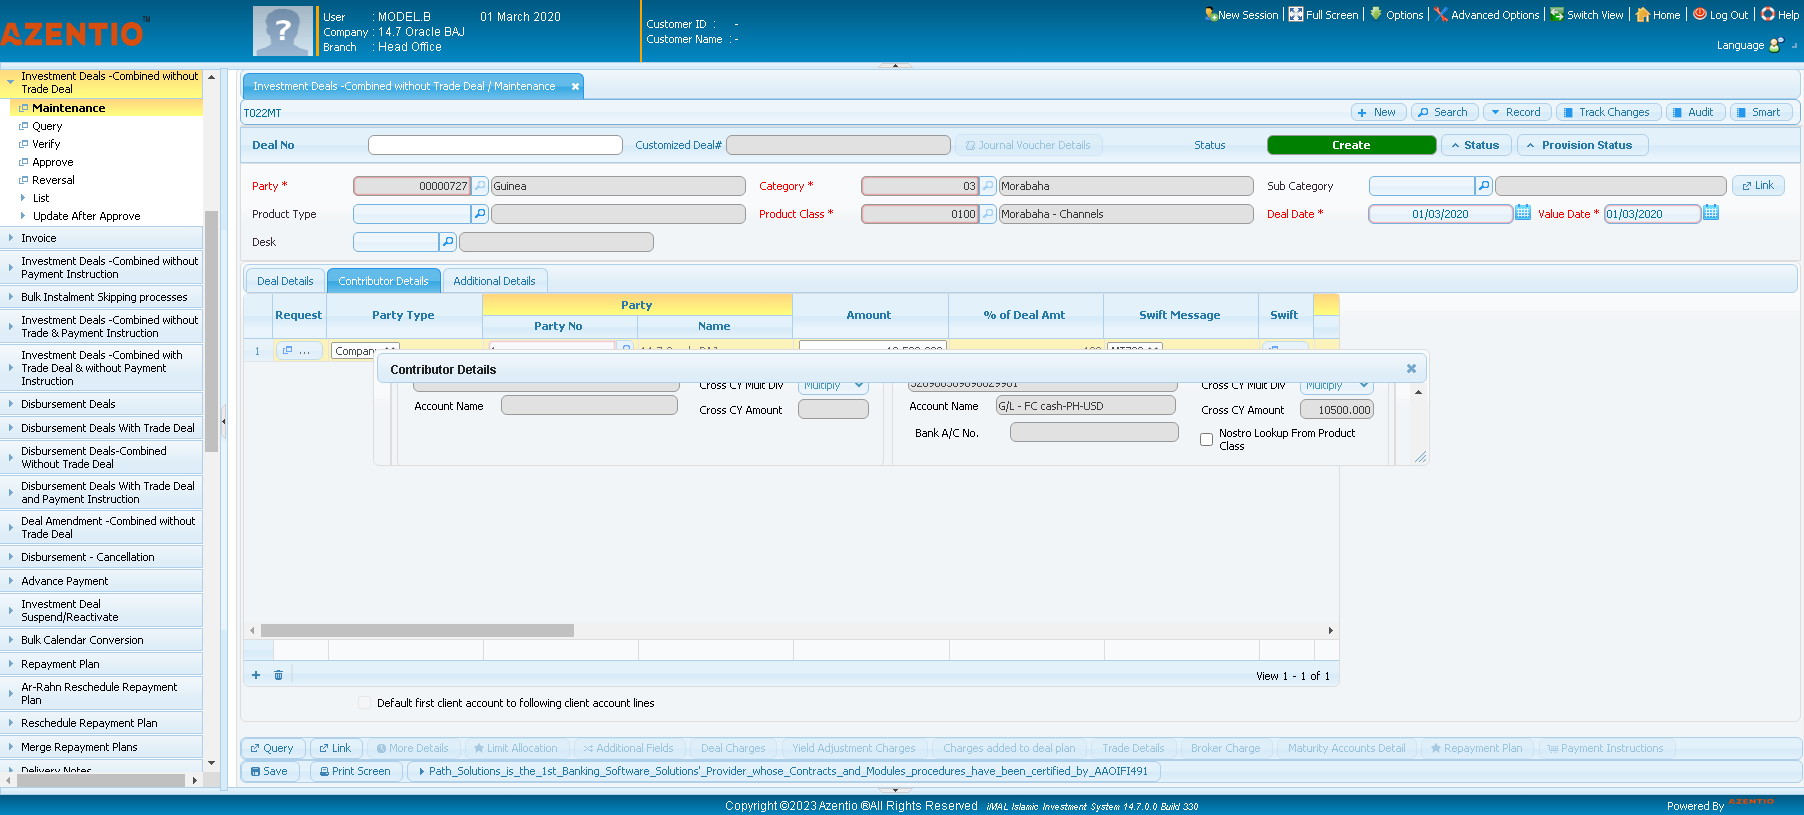 AZENTIO™
User : MODEL.B 01 March 2020
Company : 14.7 Oracle BAJ
Branch : Head Office
Customer ID : -
Customer Name : -
New Session Full Screen Options Advanced Options Switch View Home Log Out Help
Language
Investment Deals -Combined without Trade Deal
Maintenance
Query
Verify
Approve
Reversal
List
Update After Approve
Invoice
Investment Deals -Combined without Payment Instruction
Bulk Instalment Skipping processes
Investment Deals -Combined without Trade & Payment Instruction
Investment Deals -Combined with Trade Deal & without Payment Instruction
Disbursement Deals
Disbursement Deals With Trade Deal
Disbursement Deals-Combined Without Trade Deal
Disbursement Deals With Trade Deal and Payment Instruction
Deal Amendment -Combined without Trade Deal
Disbursement - Cancellation
Advance Payment
Investment Deal Suspend/Reactivate
Bulk Calendar Conversion
Repayment Plan
Ar-Rahn Reschedule Repayment Plan
Reschedule Repayment Plan
Merge Repayment Plans
Delivery Notes
Investment Deals -Combined without Trade Deal / Maintenance
T022MT
New Search Record Track Changes Audit Smart
Deal No Customized Deal# Journal Voucher Details Status Create Status Provision Status
Party * 00000727 Guinea Category * 03 Morabaha Sub Category Link
Product Type Product Class * 0100 Morabaha - Channels Deal Date * 01/03/2020 Value Date * 01/03/2020
Desk
Deal Details Contributor Details Additional Details
Request Party Type Party Amount % of Deal Amt Swift Message Swift
Party No Name
1 ... Company
Contributor Details
Cross CY Mult Div Multiply Cross CY Mult Div Multiply
Account Name Cross CY Amount Account Name G/L - FC cash-PH-USD Cross CY Amount 10500.000
Bank A/C No. Nostro Lookup From Product Class
View 1 - 1 of 1
Default first client account to following client account lines
Query Link More Details Limit Allocation Additional Fields Deal Charges Yield Adjustment Charges Charges added to deal plan Trade Details Broker Charge Maturity Accounts Detail Repayment Plan Payment Instructions
Save Print Screen Path_Solutions_is_the_1st_Banking_Software_Solutions'_Provider_whose_Contracts_and_Modules_procedures_have_been_certified_by_AAOIFI491
Copyright ©2023 Azentio ®All Rights Reserved iMAL Islamic Investment System 14.7.0.0 Build 330
Powered By AZENTIO